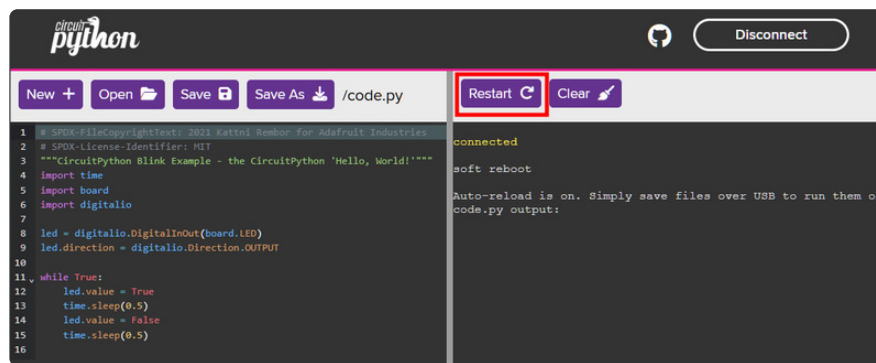 circuit
python
Disconnect
New +
Open
Save
Save As
/code.py
Restart
Clear
1 # SPDX-FileCopyrightText: 2021 Kattni Rembor for Adafruit Industries
2 # SPDX-License-Identifier: MIT
3 """CircuitPython Blink Example - the CircuitPython 'Hello, World!'"""
4 import time
5 import board
6 import digitalio
7
8 led = digitalio.DigitalInOut(board.LED)
9 led.direction = digitalio.Direction.OUTPUT
10
11 while True:
12     led.value = True
13     time.sleep(0.5)
14     led.value = False
15     time.sleep(0.5)
16
connected
soft reboot
Auto-reload is on. Simply save files over USB to run them o
code.py output: